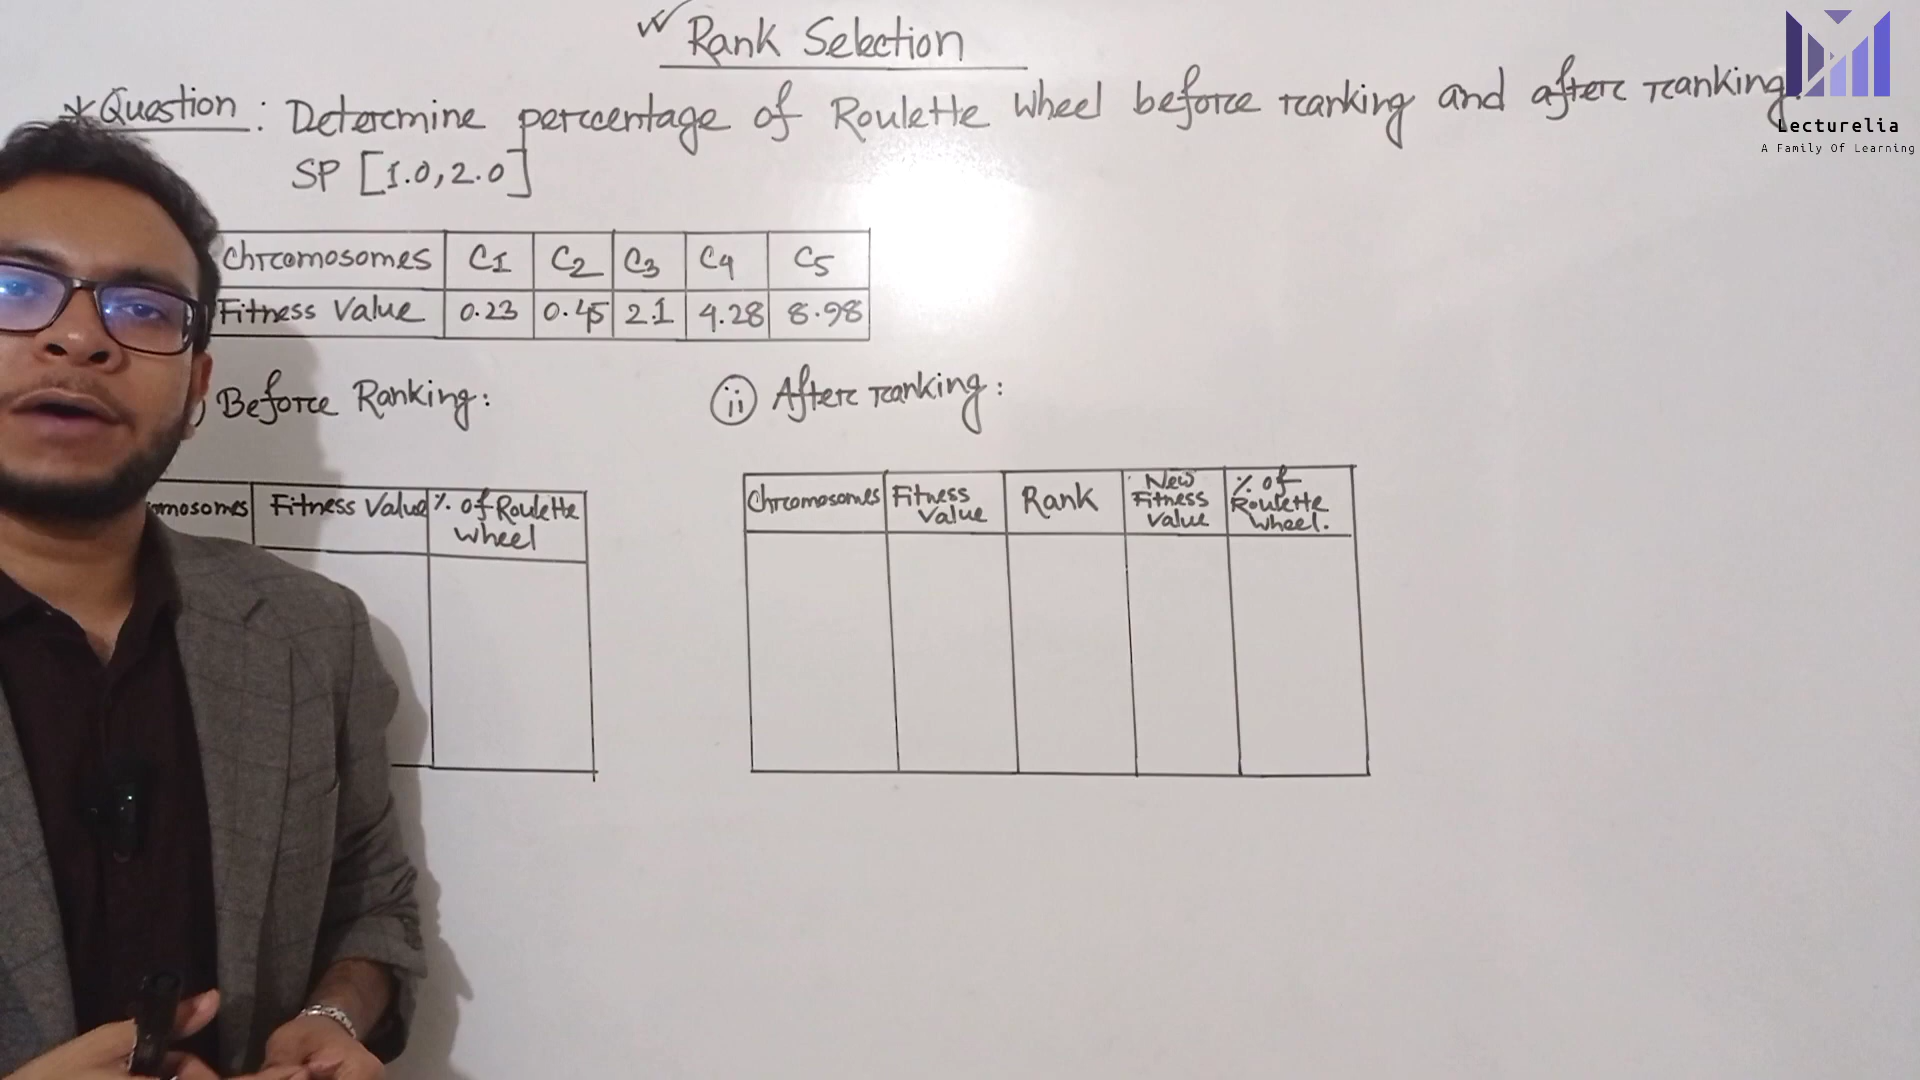 Rank Selection
*Question: Determine percentage of Roulette Wheel before ranking and after ranking.
SP [1.0, 2.0]
Lecturelia
A Family Of Learning
Chromosomes C1 C2 C3 C4 C5
Fitness Value 0.23 0.45 2.1 4.28 8.98
) Before Ranking:
ii After ranking:
mosomes Fitness Value % of Roulette Wheel
Chromosomes Fitness Value Rank New Fitness Value % of Roulette Wheel.